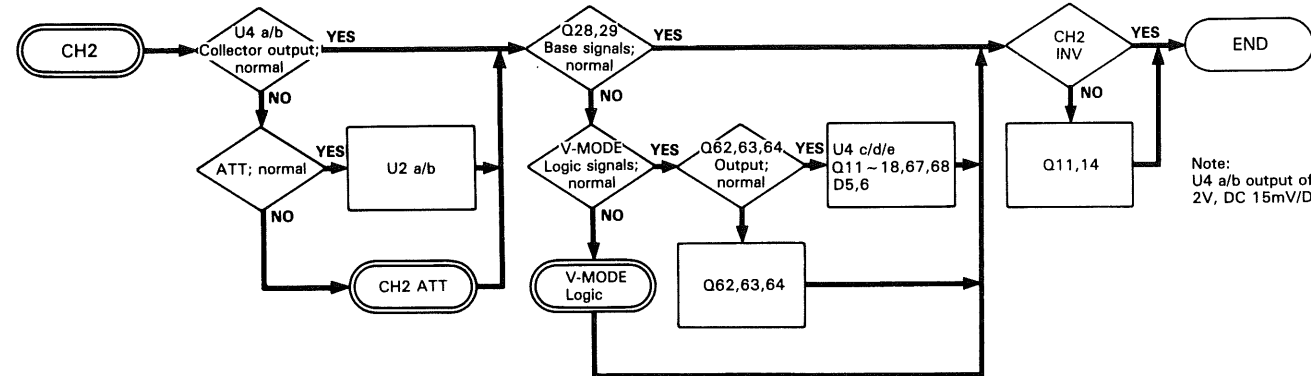 CH2
U4 a/b
Collector output;
normal
YES
NO
ATT; normal
YES
U2 a/b
NO
CH2 ATT
Q28,29
Base signals;
normal
YES
NO
V-MODE
Logic signals;
normal
YES
NO
V-MODE
Logic
Q62,63,64
Output;
normal
YES
NO
U4 c/d/e
Q11~18,67,68
D5,6
Q62,63,64
CH2
INV
YES
NO
Q11,14
END
Note:
U4 a/b output of
2V, DC 15mV/D